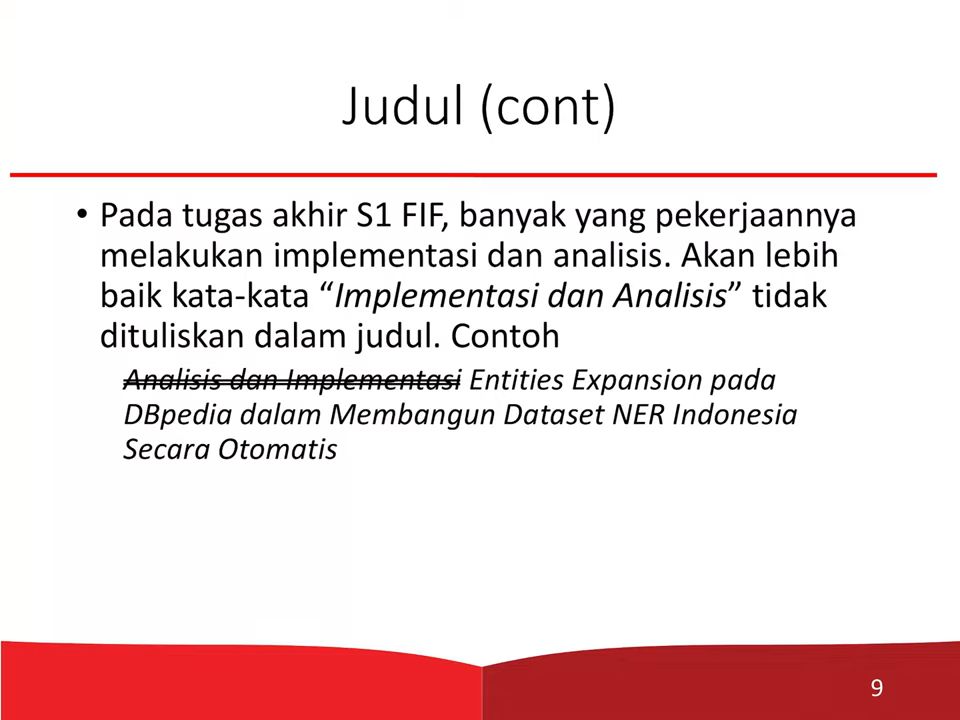 Judul (cont)
• Pada tugas akhir S1 FIF, banyak yang pekerjaannya
melakukan implementasi dan analisis. Akan lebih
baik kata-kata “Implementasi dan Analisis” tidak
dituliskan dalam judul. Contoh
Analisis dan Implementasi Entities Expansion pada
DBpedia dalam Membangun Dataset NER Indonesia
Secara Otomatis
9